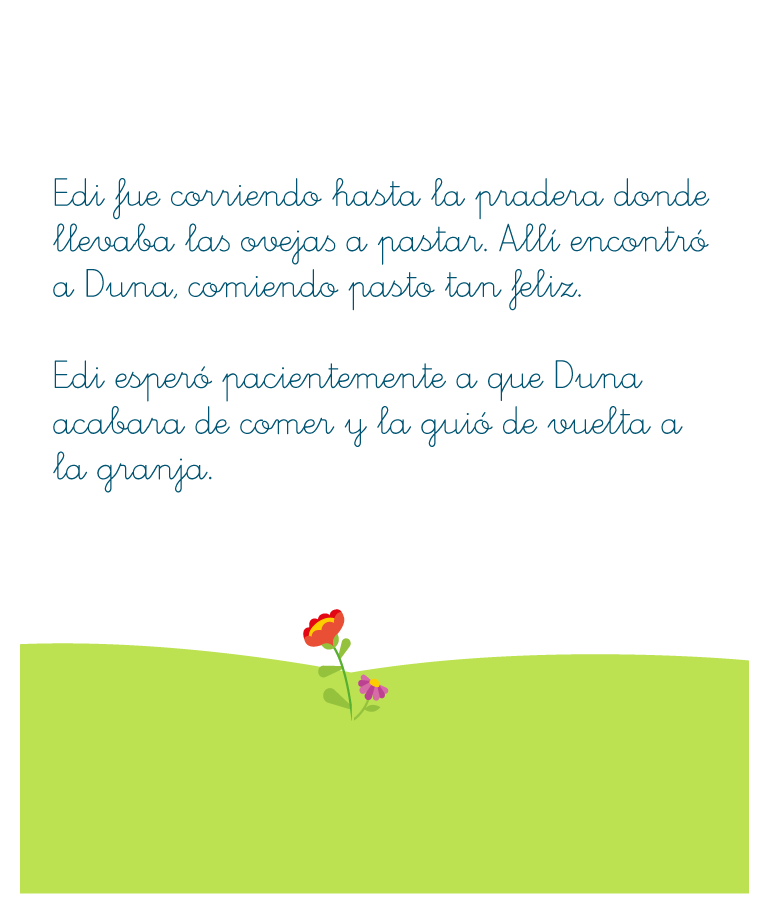 Edi fue corriendo hasta la pradera donde
llevaba las ovejas a pastar. Allí encontró
a Duna, comiendo pasto tan feliz.
Edi esperó pacientemente a que Duna
acabara de comer y la guió de vuelta a
la granja.